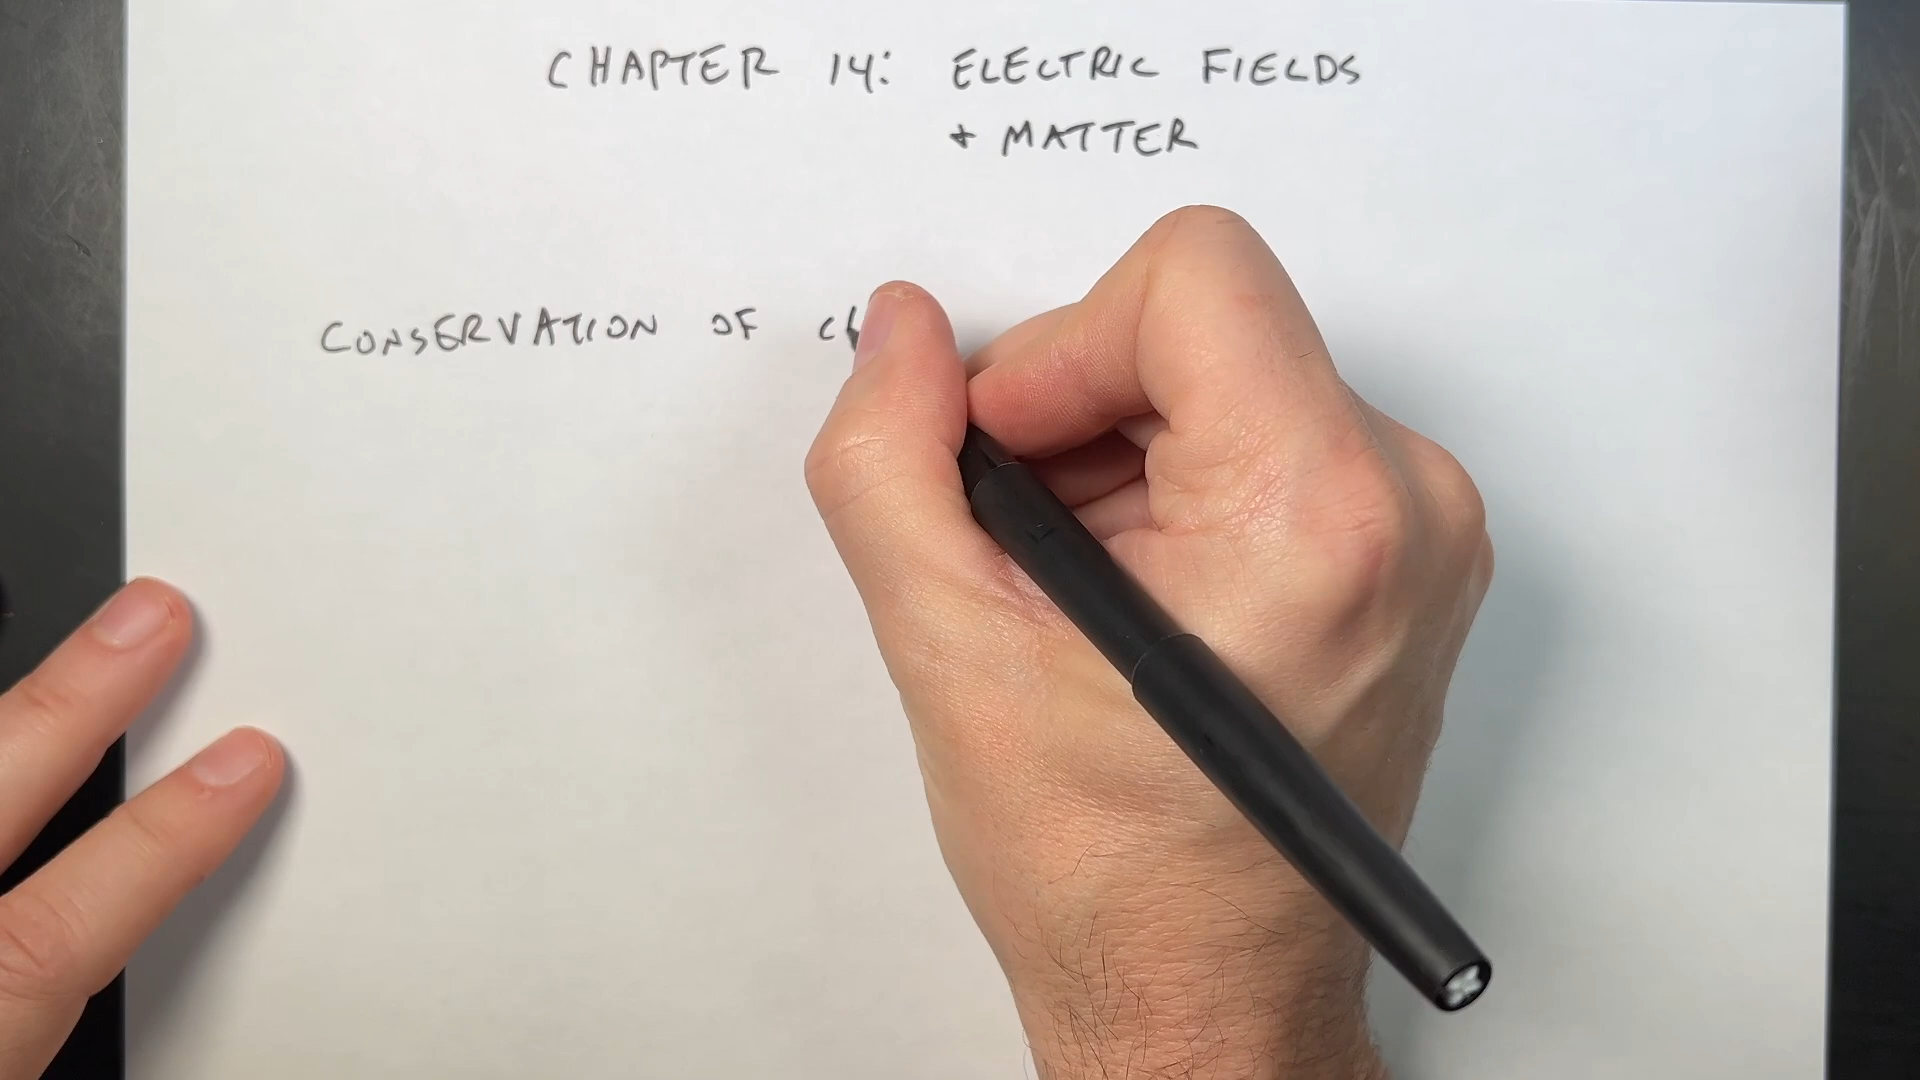 CHAPTER 14: ELECTRIC FIELDS
+ MATTER
CONSERVATION OF